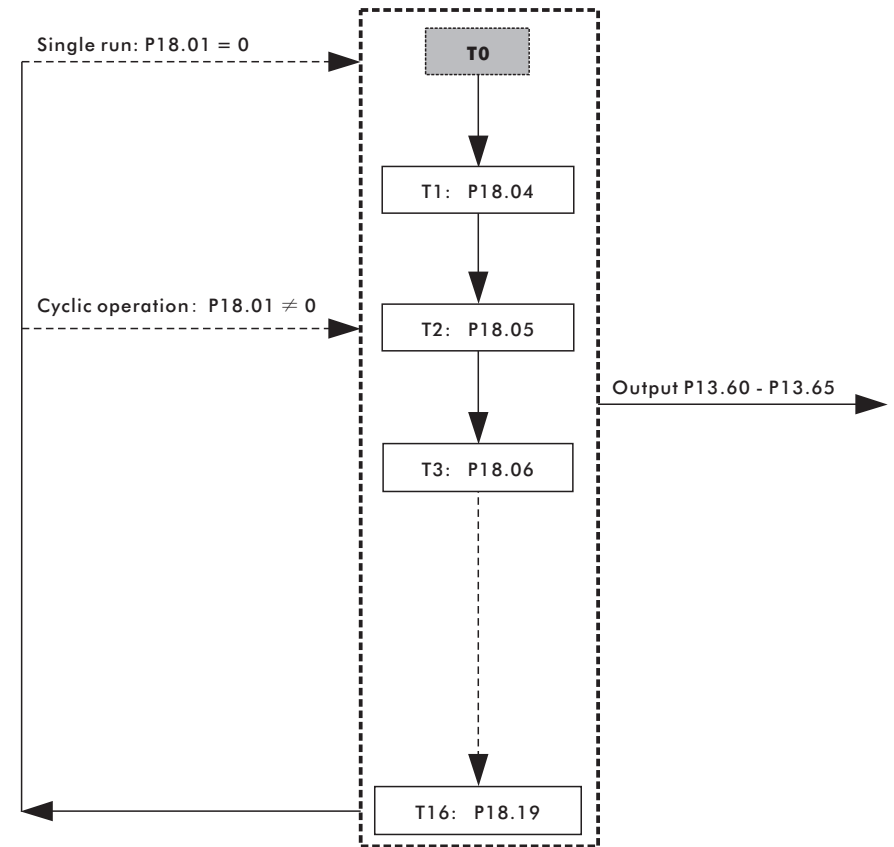 Single run: P18.01 = 0
T0
T1: P18.04
Cyclic operation: P18.01 ≠ 0
T2: P18.05
Output P13.60 - P13.65
T3: P18.06
T16: P18.19